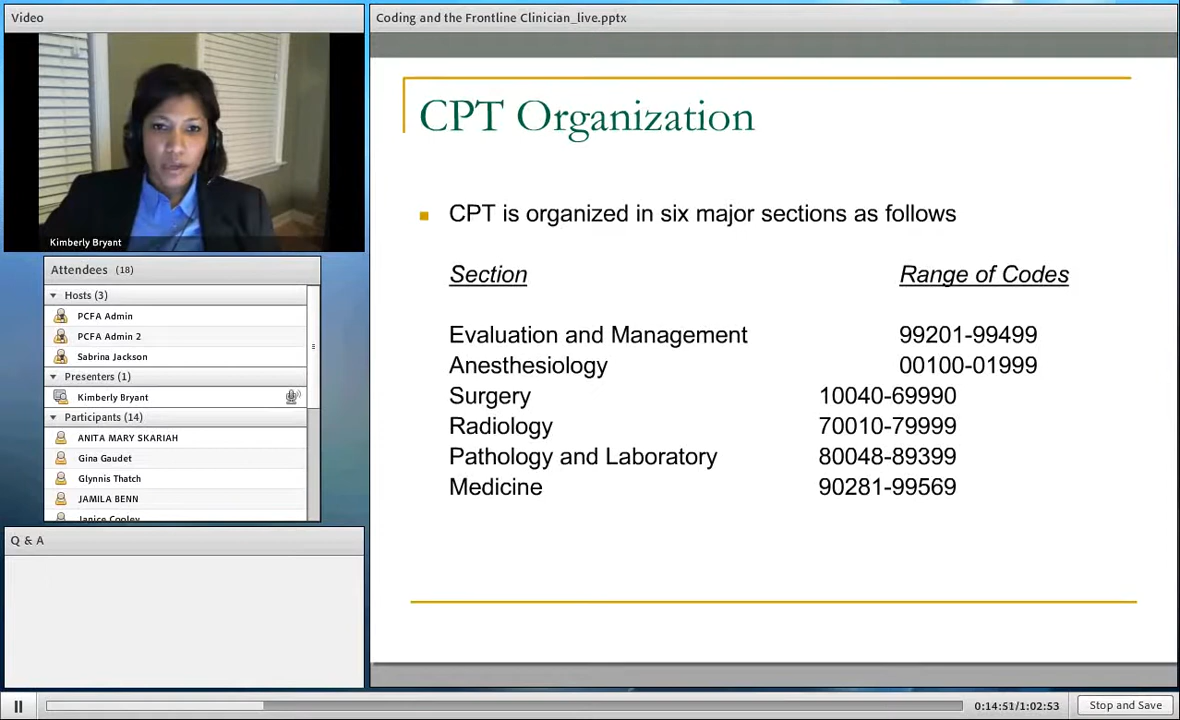 Video
Kimberly Bryant
Attendees (18)
Hosts (3)
PCFA Admin
PCFA Admin 2
Sabrina Jackson
Presenters (1)
Kimberly Bryant
Participants (14)
ANITA MARY SKARIAH
Gina Gaudet
Glynnis Thatch
JAMILA BENN
Janice Cooley
Q & A
Coding and the Frontline Clinician_live.pptx
CPT Organization
CPT is organized in six major sections as follows
Section Range of Codes
Evaluation and Management 99201-99499
Anesthesiology 00100-01999
Surgery 10040-69990
Radiology 70010-79999
Pathology and Laboratory 80048-89399
Medicine 90281-99569
0:14:51/1:02:53 Stop and Save